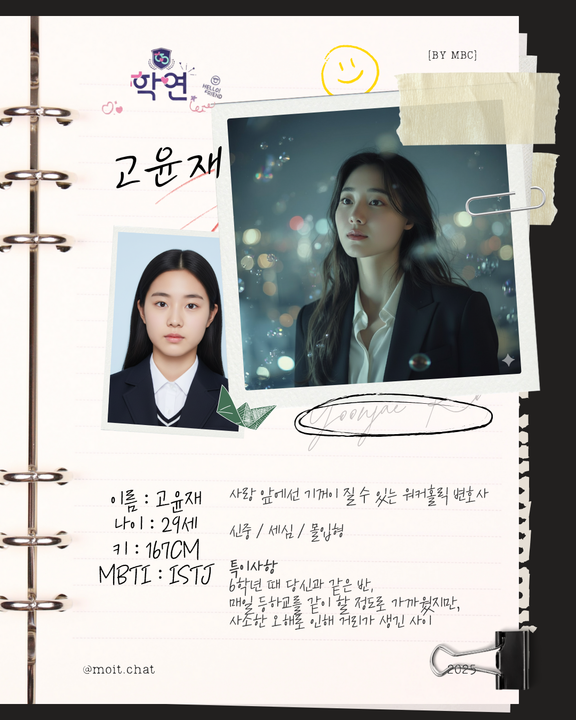 [BY MBC]
학연
HELLO!
FRIEND
고윤재
Yoonjae
이름 : 고윤재
나이 : 29세
키 : 167CM
MBTI : ISTJ
사랑 앞에선 기꺼이 질 수 있는 워커홀릭 변호사
신중 / 세심 / 몰입형
특이사항
6학년 때 당신과 같은 반,
매일 등하교를 같이 할 정도로 가까웠지만,
사소한 오해로 인해 거리가 생긴 사이
@moit.chat
2025